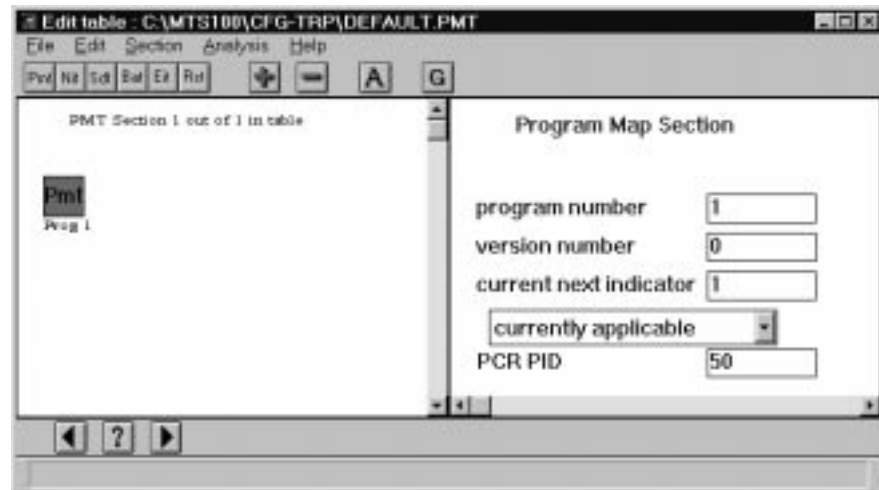 Edit table : C:\MTS100\CFG-TRP\DEFAULT.PMT
File Edit Section Analysis Help
Pmt Nit Sdt Bat Eit Rst A G
PMT Section 1 out of 1 in table
Pmt
Prog 1
Program Map Section
program number 1
version number 0
current next indicator 1
currently applicable
PCR PID 50
?